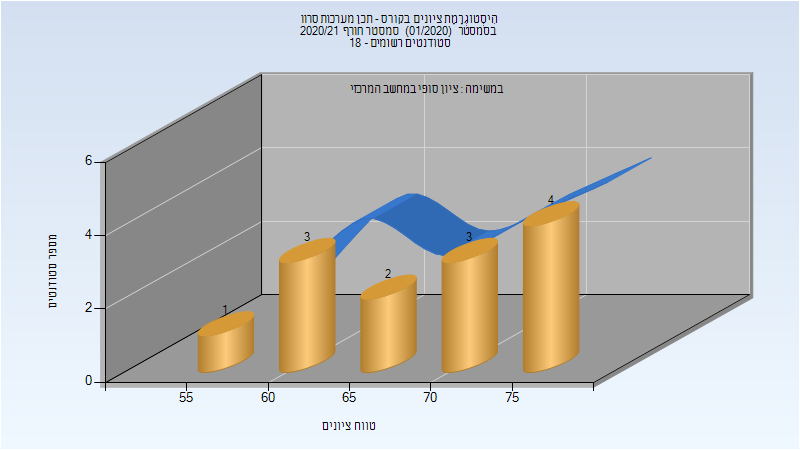 היסטוגרמת ציונים בקורס - תכן מערכות סרוו
בסמסטר (01/2020) סמסטר חורף 2020/21
סטודנטים רשומים - 18
במשימה : ציון סופי במחשב המרכזי
6
4
2
0
מספר סטודנטים
1
3
2
3
4
55
60
65
70
75
טווח ציונים